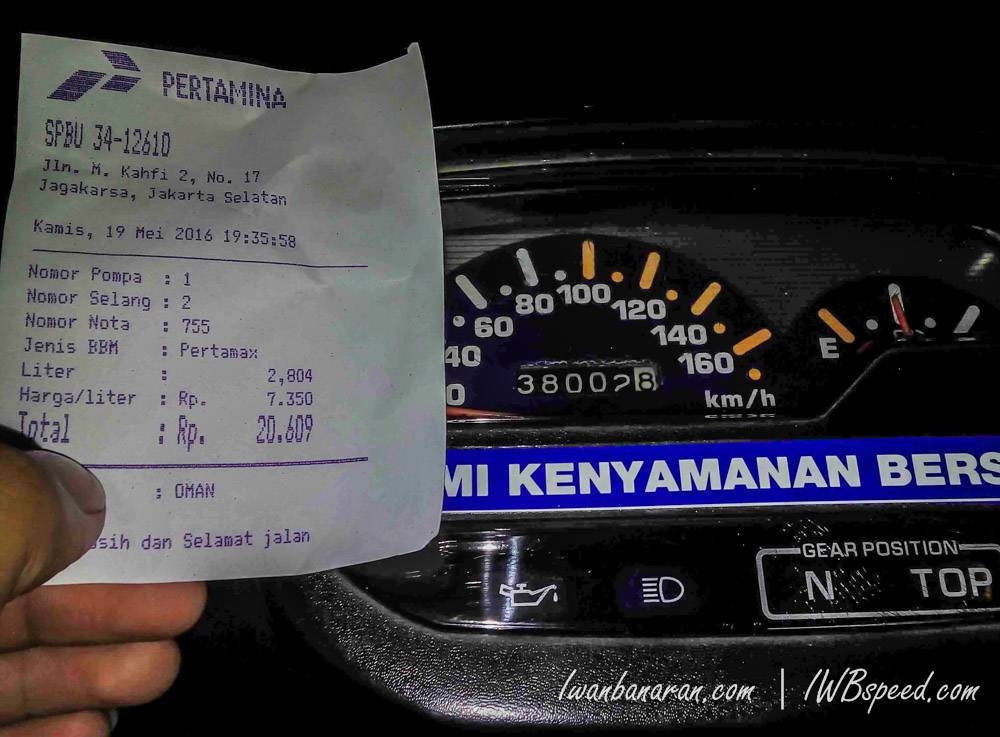 PERTAMINA
SPBU 34-12610
Jln. M. Kahfi 2, No. 17
Jagakarsa, Jakarta Selatan
Kamis, 19 Mei 2016 19:35:58
Nomor Pompa : 1
Nomor Selang : 2
Nomor Nota : 755
Jenis BBM : Pertamax
Liter : 2,804
Harga/liter : Rp. 7.350
Total : Rp. 20.609
: OMAN
asih dan Selamat jalan
40
60
80
100
120
140
160
km/h
E
MI KENYAMANAN BERS
GEAR POSITION
N TOP
Iwanbanaran.com | IWBspeed.com